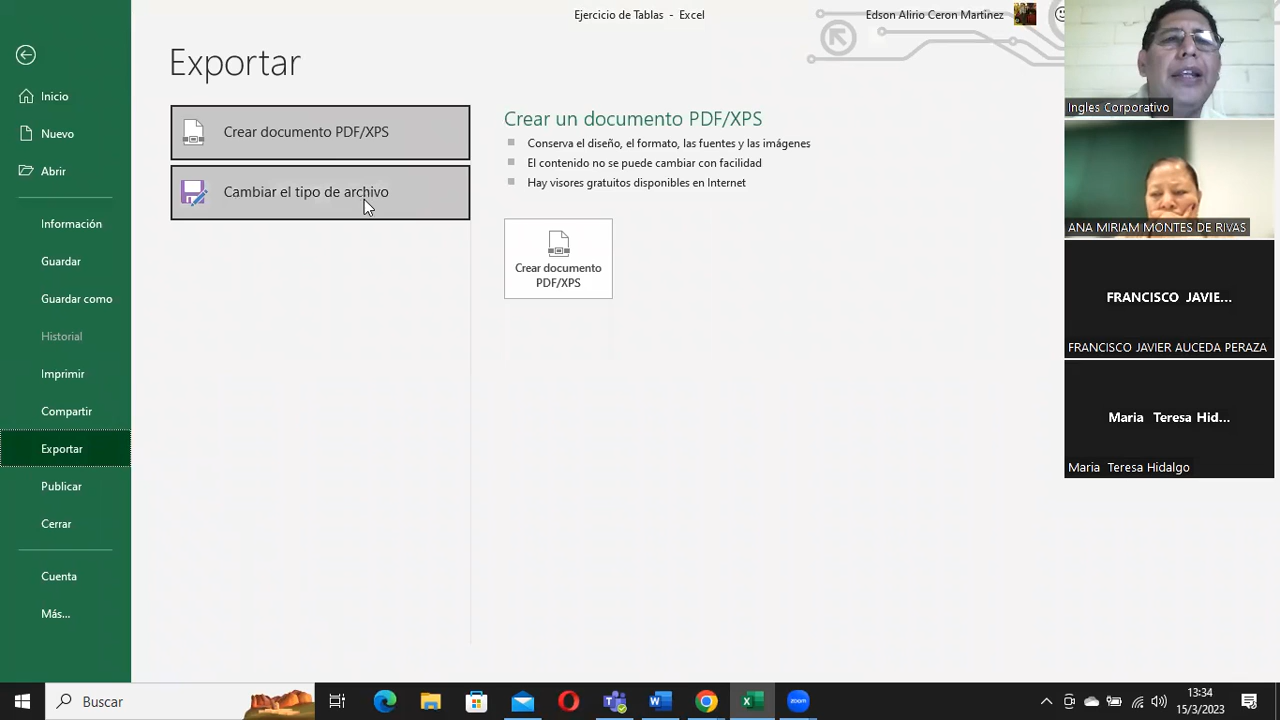 Ejercicio de Tablas - Excel
Edson Alirio Ceron Martinez
Exportar
Inicio
Nuevo
Abrir
Información
Guardar
Guardar como
Historial
Imprimir
Compartir
Exportar
Publicar
Cerrar
Cuenta
Más...
Crear documento PDF/XPS
Cambiar el tipo de archivo
Crear un documento PDF/XPS
Conserva el diseño, el formato, las fuentes y las imágenes
El contenido no se puede cambiar con facilidad
Hay visores gratuitos disponibles en Internet
Crear documento
PDF/XPS
Ingles Corporativo
ANA MIRIAM MONTES DE RIVAS
FRANCISCO JAVIE...
FRANCISCO JAVIER AUCEDA PERAZA
Maria Teresa Hid...
Maria Teresa Hidalgo
Buscar
13:34
15/3/2023